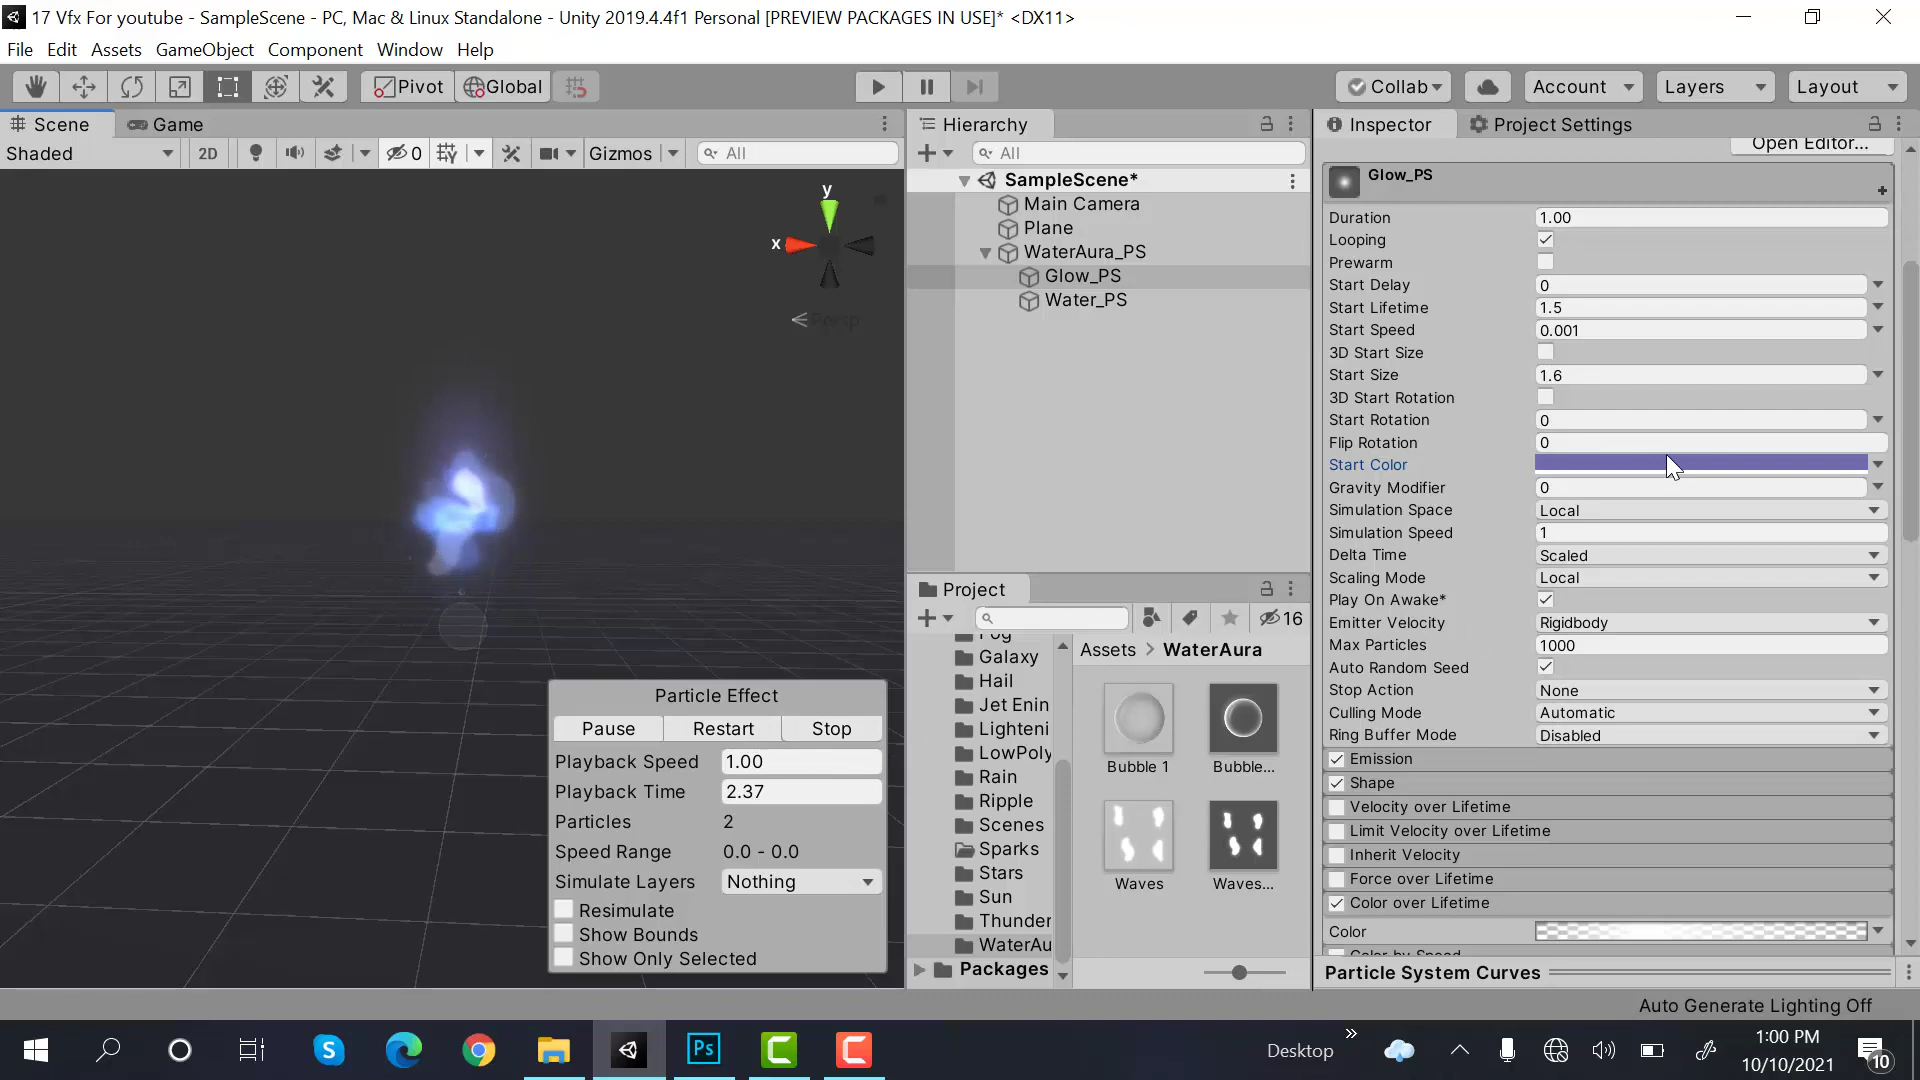 17 Vfx For youtube - SampleScene - PC, Mac & Linux Standalone - Unity 2019.4.4f1 Personal [PREVIEW PACKAGES IN USE]* <DX11>
File Edit Assets GameObject Component Window Help
Pivot Global Collab Account Layers Layout
Scene Game
Shaded 2D 0 Gizmos All
y
x
Persp
Particle Effect
Pause Restart Stop
Playback Speed 1.00
Playback Time 2.37
Particles 2
Speed Range 0.0 - 0.0
Simulate Layers Nothing
Resimulate
Show Bounds
Show Only Selected
Hierarchy
All
SampleScene*
Main Camera
Plane
WaterAura_PS
Glow_PS
Water_PS
Project
16
Fog
Galaxy
Hail
Jet Enin
Lighteni
LowPoly
Rain
Ripple
Scenes
Sparks
Stars
Sun
Thunder
WaterAu
Packages
Assets > WaterAura
Bubble 1 Bubble...
Waves Waves...
Inspector Project Settings
Open Editor...
Glow_PS
Duration 1.00
Looping
Prewarm
Start Delay 0
Start Lifetime 1.5
Start Speed 0.001
3D Start Size
Start Size 1.6
3D Start Rotation
Start Rotation 0
Flip Rotation 0
Start Color
Gravity Modifier 0
Simulation Space Local
Simulation Speed 1
Delta Time Scaled
Scaling Mode Local
Play On Awake*
Emitter Velocity Rigidbody
Max Particles 1000
Auto Random Seed
Stop Action None
Culling Mode Automatic
Ring Buffer Mode Disabled
Emission
Shape
Velocity over Lifetime
Limit Velocity over Lifetime
Inherit Velocity
Force over Lifetime
Color over Lifetime
Color
Color by Speed
Particle System Curves
Auto Generate Lighting Off
Ps
Desktop
1:00 PM
10/10/2021
10